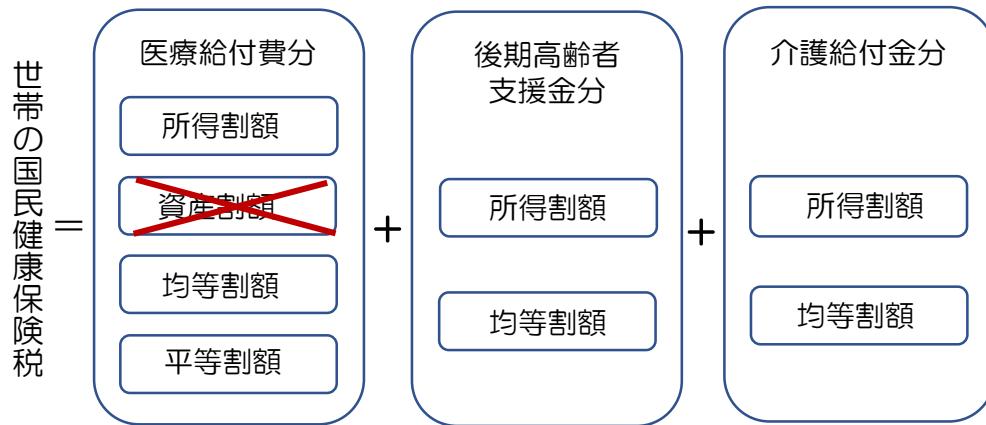 世帯の国民健康保険税
＝
医療給付費分
所得割額
資産割額
均等割額
平等割額
＋
後期高齢者
支援金分
所得割額
均等割額
＋
介護給付金分
所得割額
均等割額